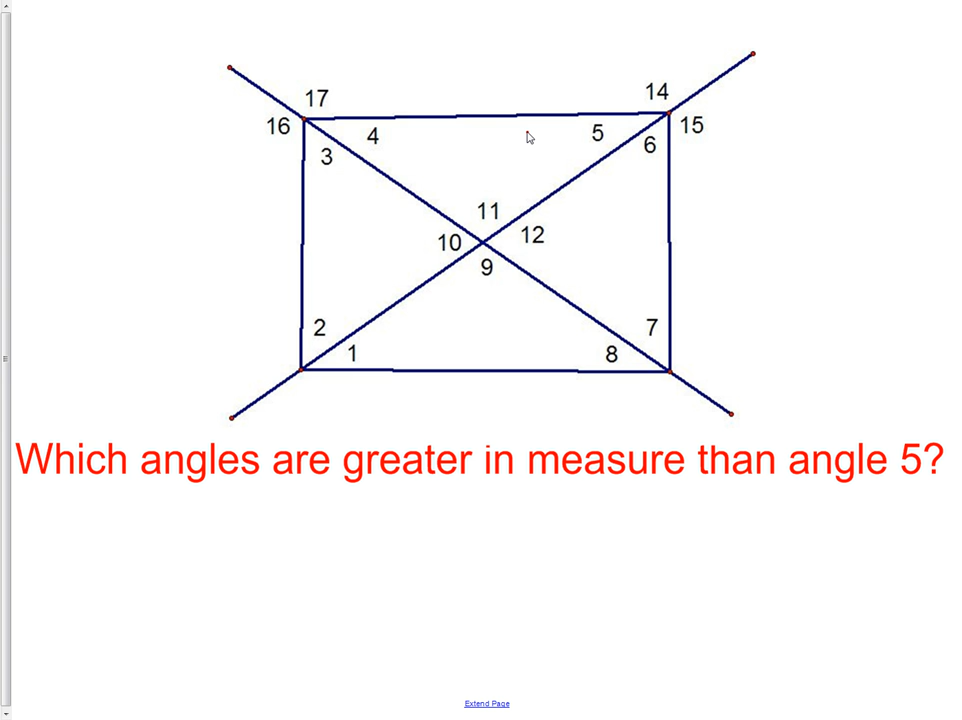 17 14
16 4 5 15
3 6
11
10 12
9
2 7
1 8
Which angles are greater in measure than angle 5?
Extend Page